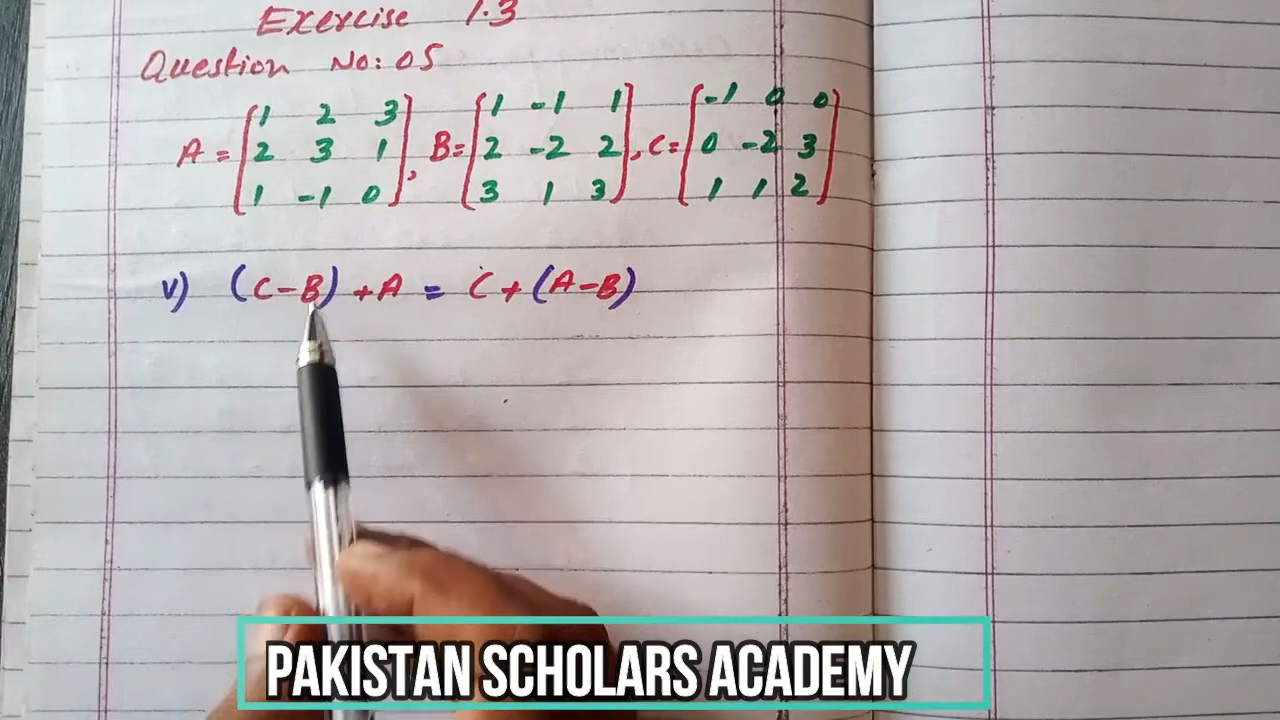 Exercise 1.3
Question No: 05
1 2 3 1 -1 1 -1 0 0
A = 2 3 1 , B = 2 -2 2 , C = 0 -2 3
1 -1 0 3 1 3 1 1 2
v) (C-B) + A = C + (A-B)
PAKISTAN SCHOLARS ACADEMY